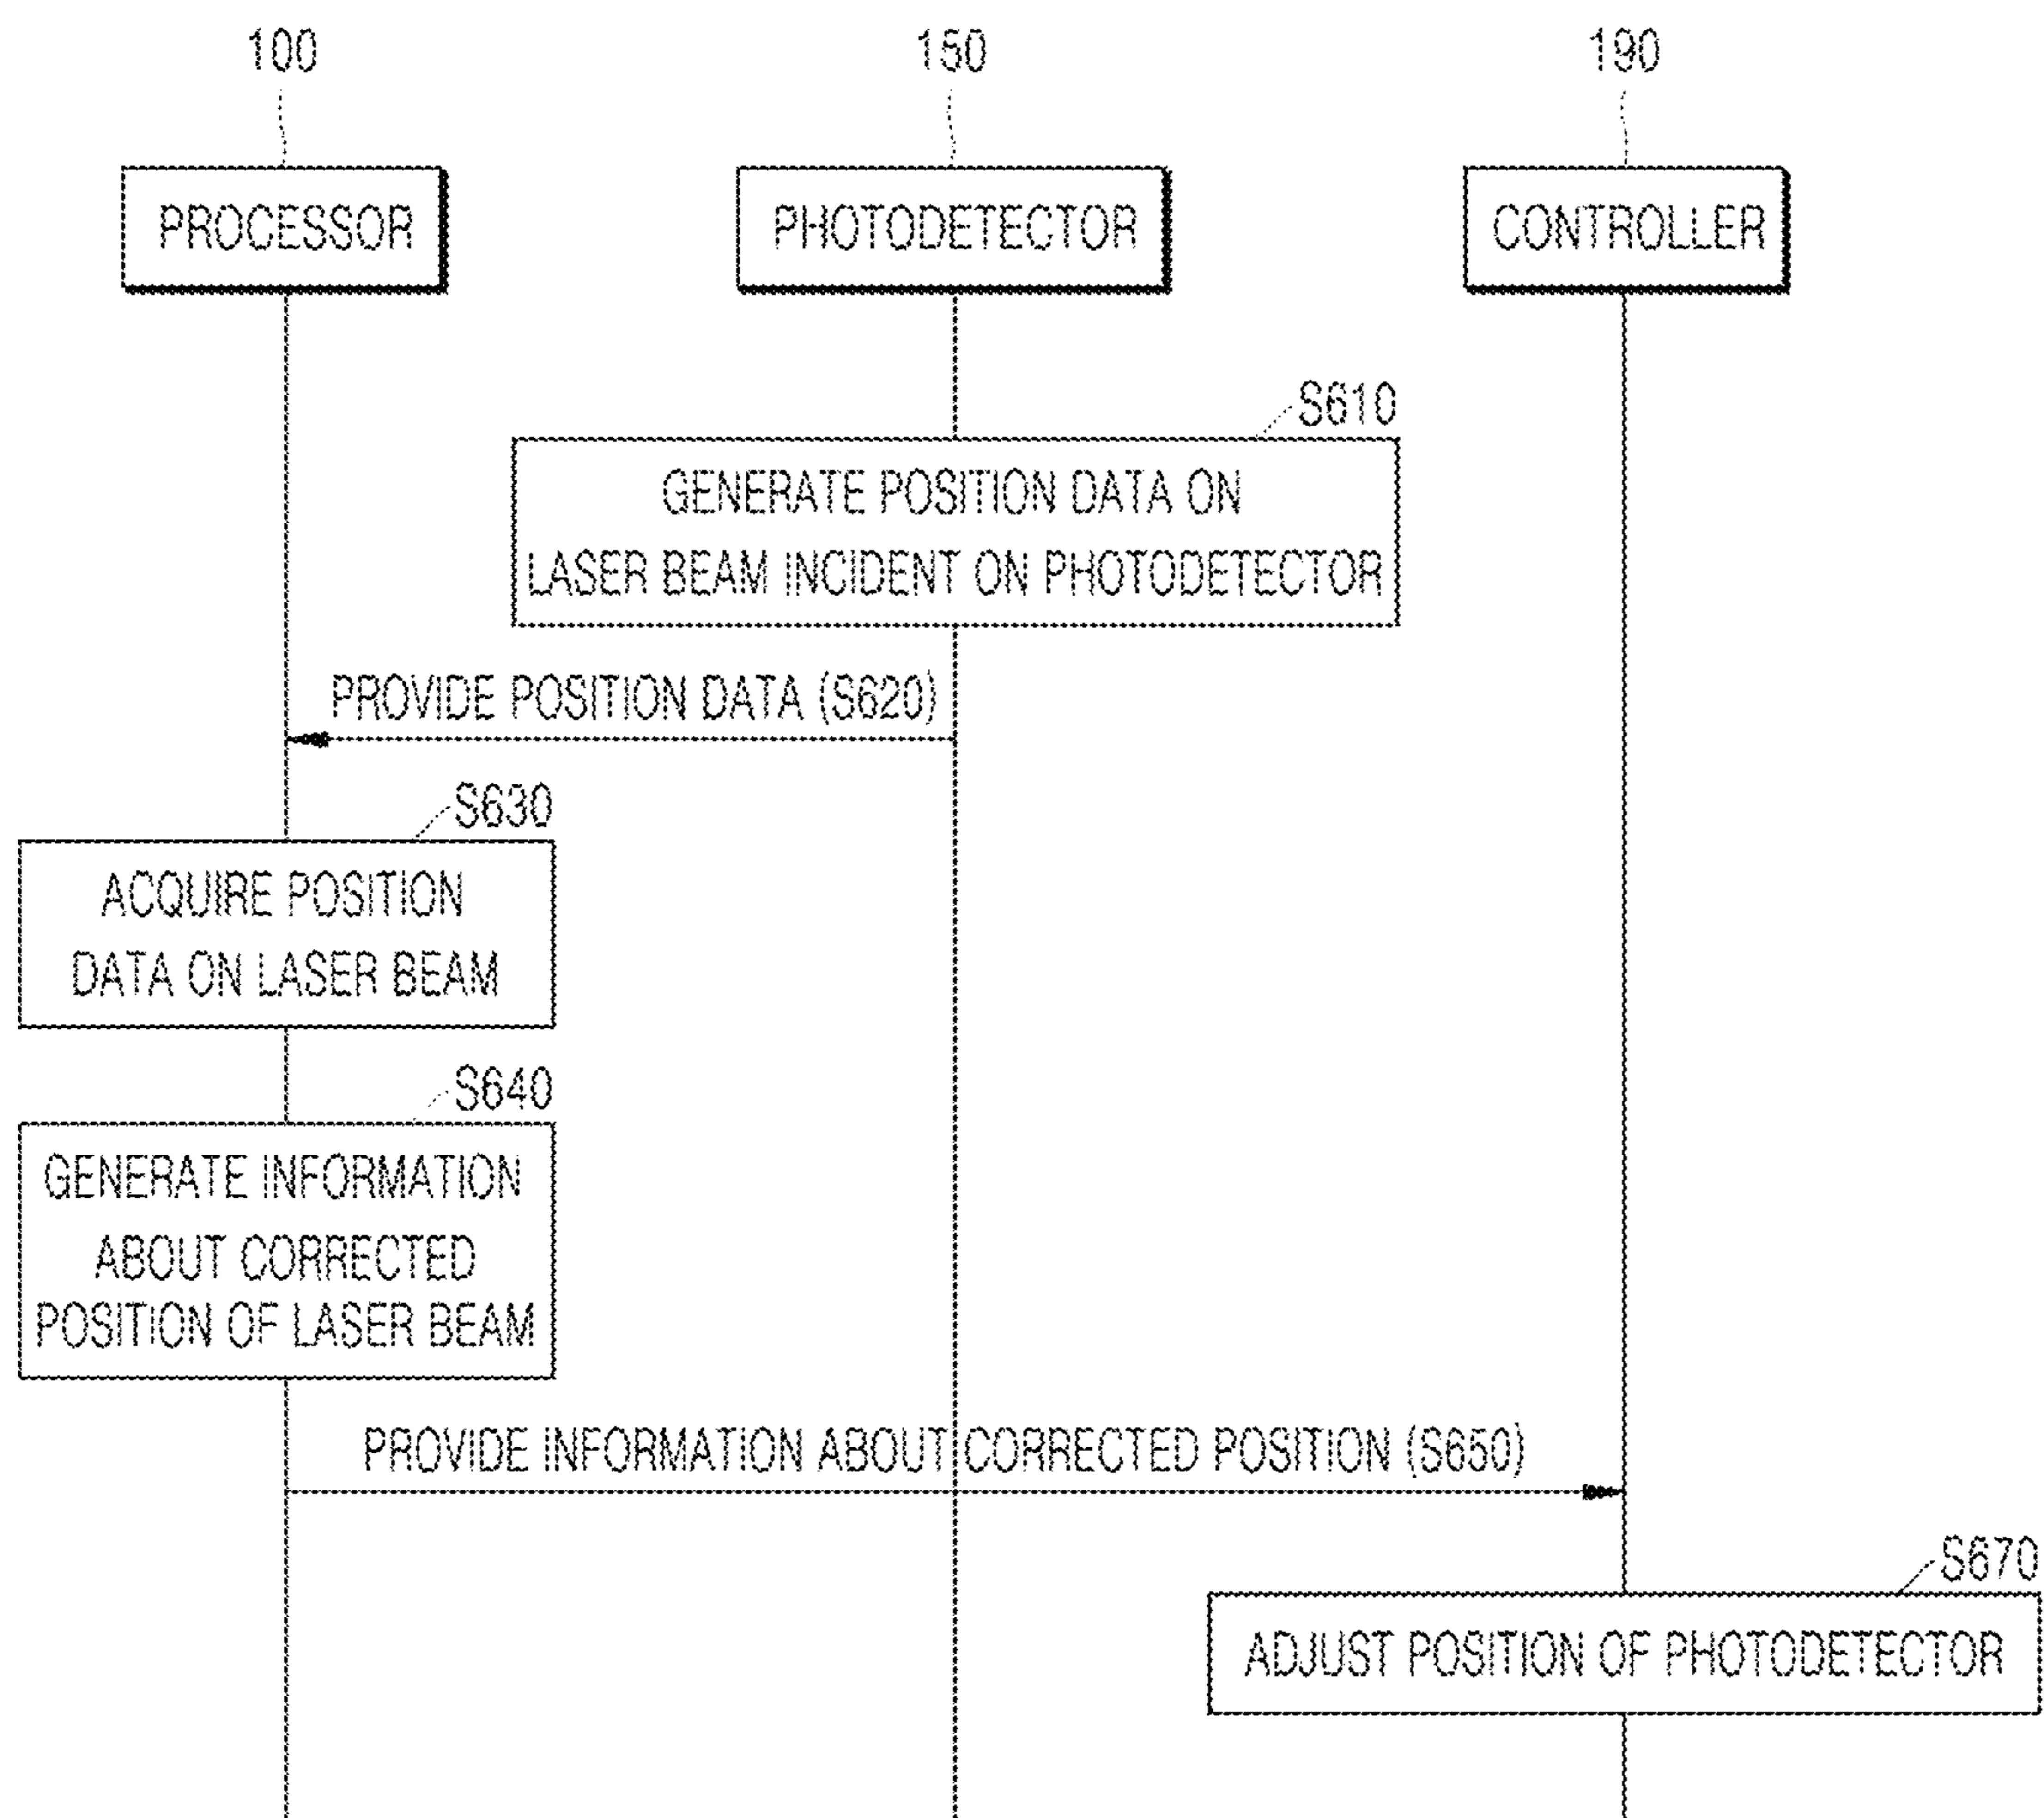 100
150
190
PROCESSOR
PHOTODETECTOR
CONTROLLER
S610
GENERATE POSITION DATA ON
LASER BEAM INCIDENT ON PHOTODETECTOR
PROVIDE POSITION DATA (S620)
S630
ACQUIRE POSITION
DATA ON LASER BEAM
S640
GENERATE INFORMATION
ABOUT CORRECTED
POSITION OF LASER BEAM
PROVIDE INFORMATION ABOUT CORRECTED POSITION (S650)
S670
ADJUST POSITION OF PHOTODETECTOR